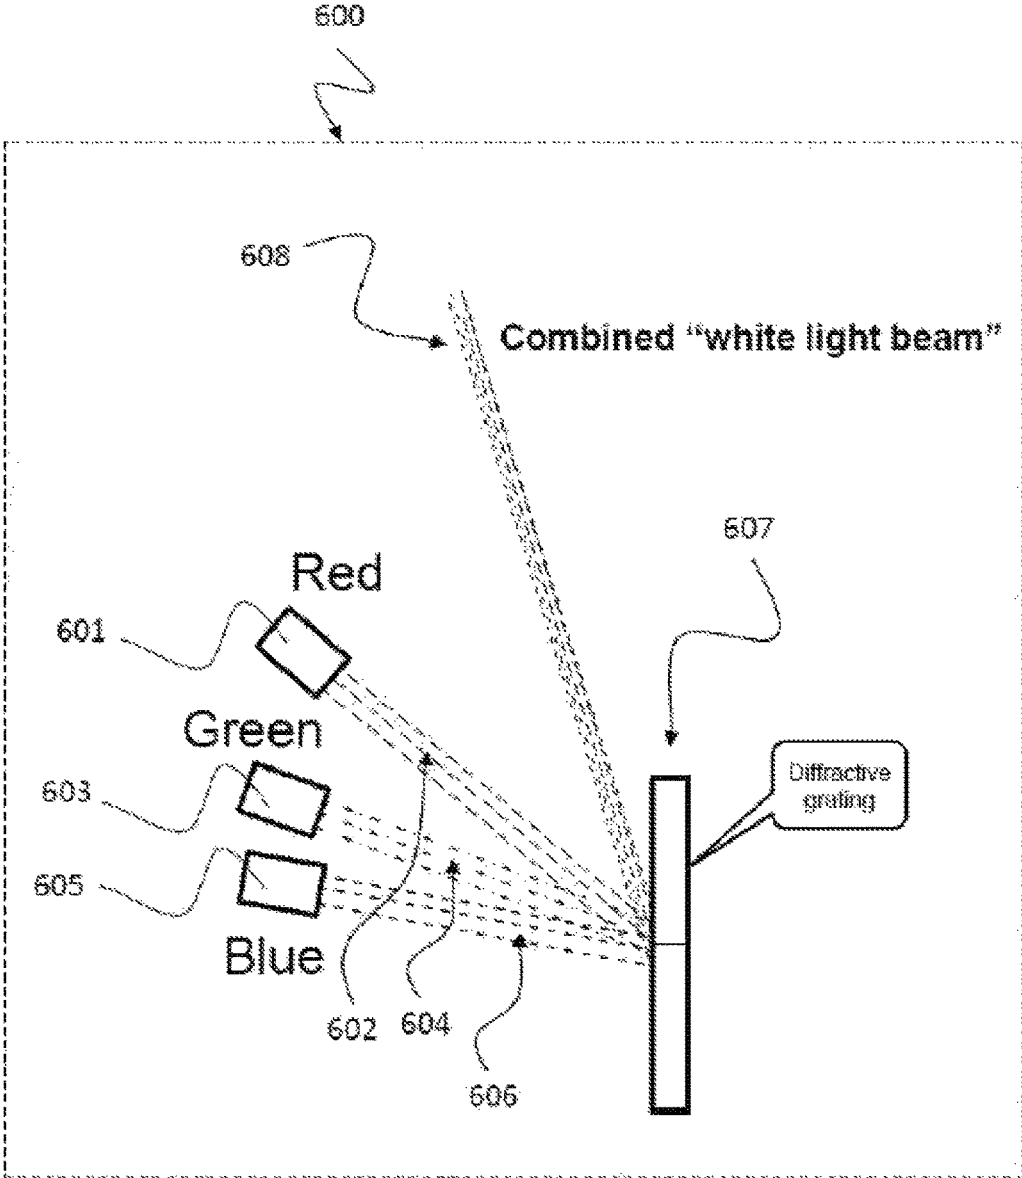 600
608
Combined “white light beam”
607
Red
601
Green
603
Diffractive
grating
605
Blue
602
604
606